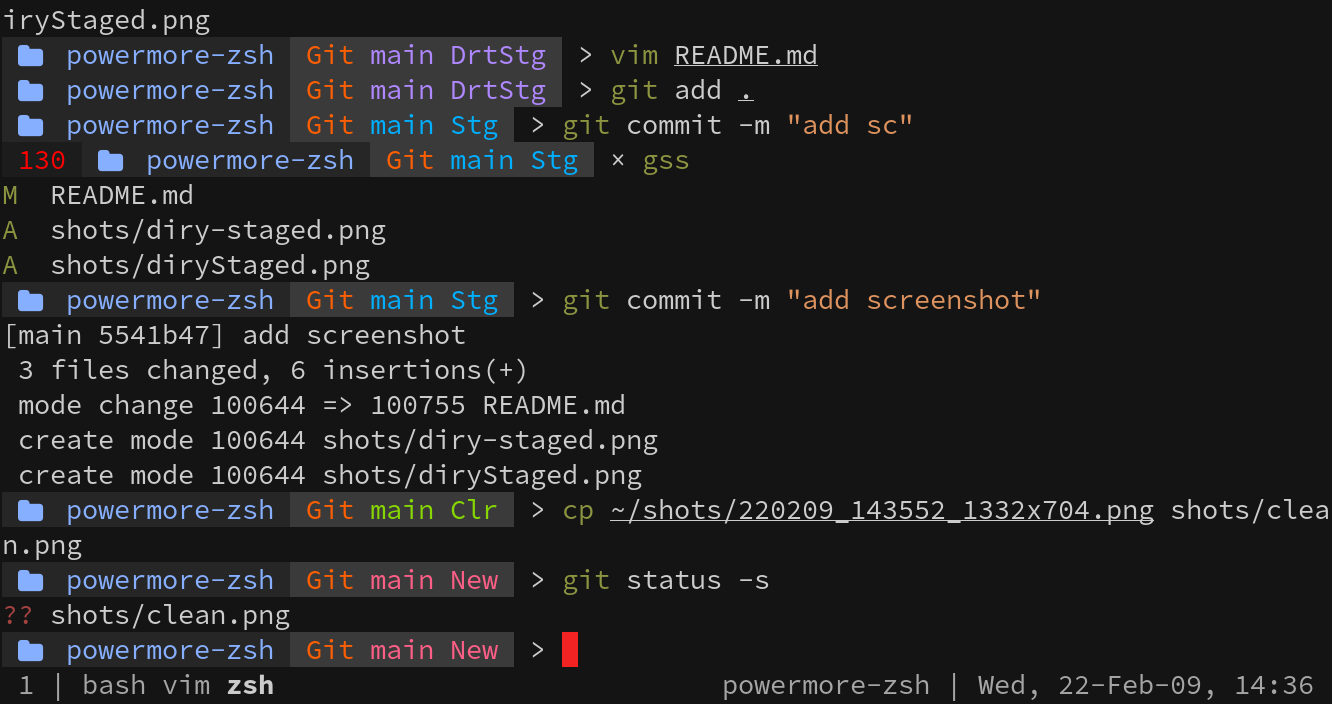 iryStaged.png
powermore-zsh Git main DrtStg > vim README.md
powermore-zsh Git main DrtStg > git add .
powermore-zsh Git main Stg > git commit -m "add sc"
130 powermore-zsh Git main Stg × gss
M README.md
A shots/diry-staged.png
A shots/diryStaged.png
powermore-zsh Git main Stg > git commit -m "add screenshot"
[main 5541b47] add screenshot
3 files changed, 6 insertions(+)
mode change 100644 => 100755 README.md
create mode 100644 shots/diry-staged.png
create mode 100644 shots/diryStaged.png
powermore-zsh Git main Clr > cp ~/shots/220209_143552_1332x704.png shots/clea
n.png
powermore-zsh Git main New > git status -s
?? shots/clean.png
powermore-zsh Git main New >
1 | bash vim zsh powermore-zsh | Wed, 22-Feb-09, 14:36